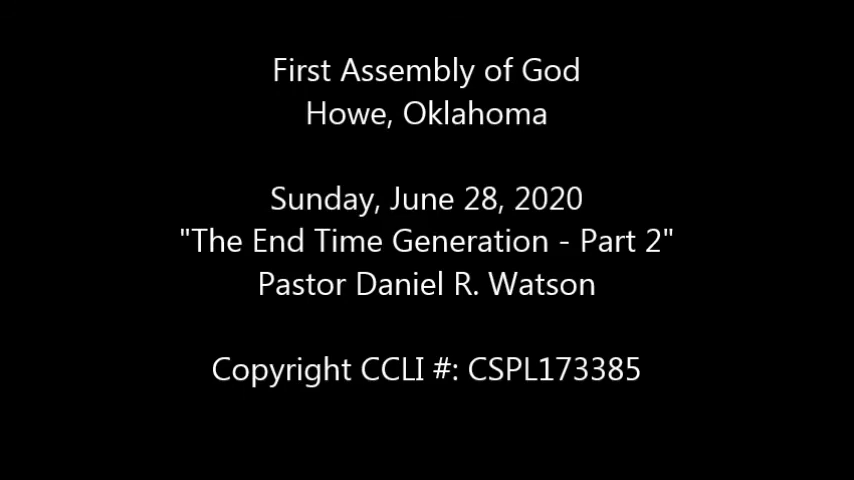 First Assembly of God
Howe, Oklahoma
Sunday, June 28, 2020
"The End Time Generation - Part 2"
Pastor Daniel R. Watson
Copyright CCLI #: CSPL173385